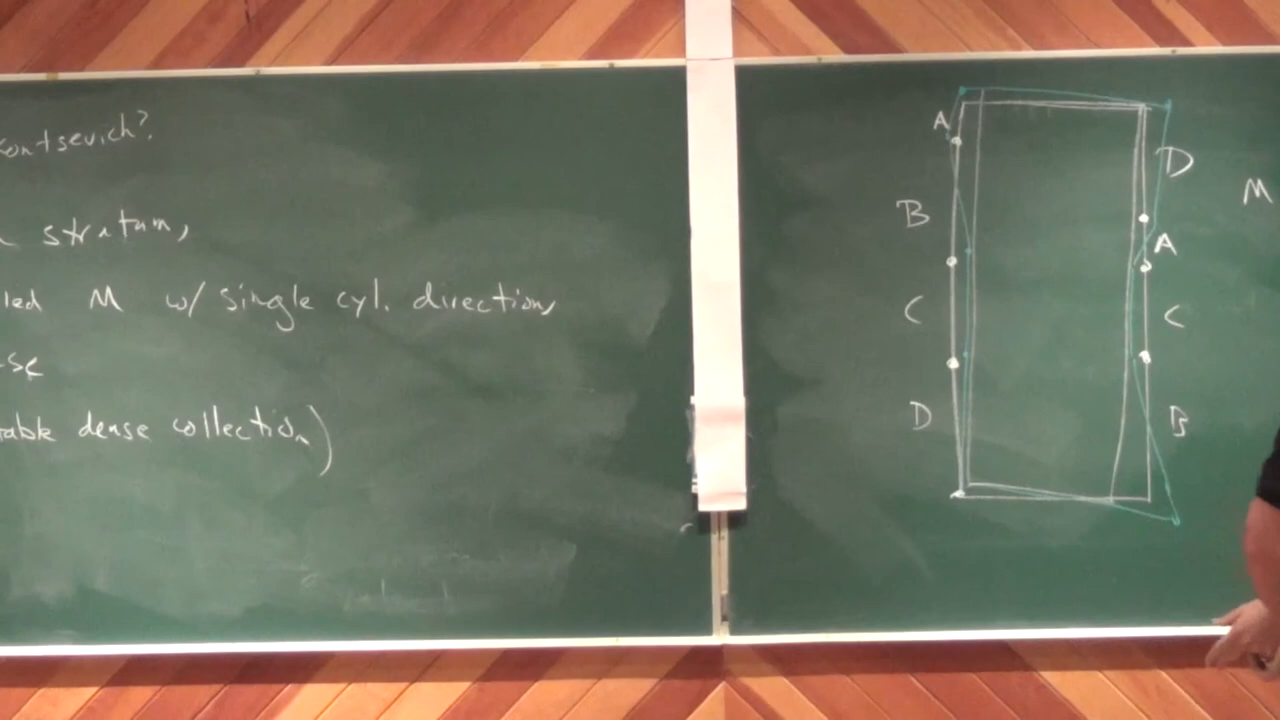 ontsevich?
stratum,
led M w/ single cyl. direction,
se
able dense collection)
A
B
C
D
D
A
C
B
M